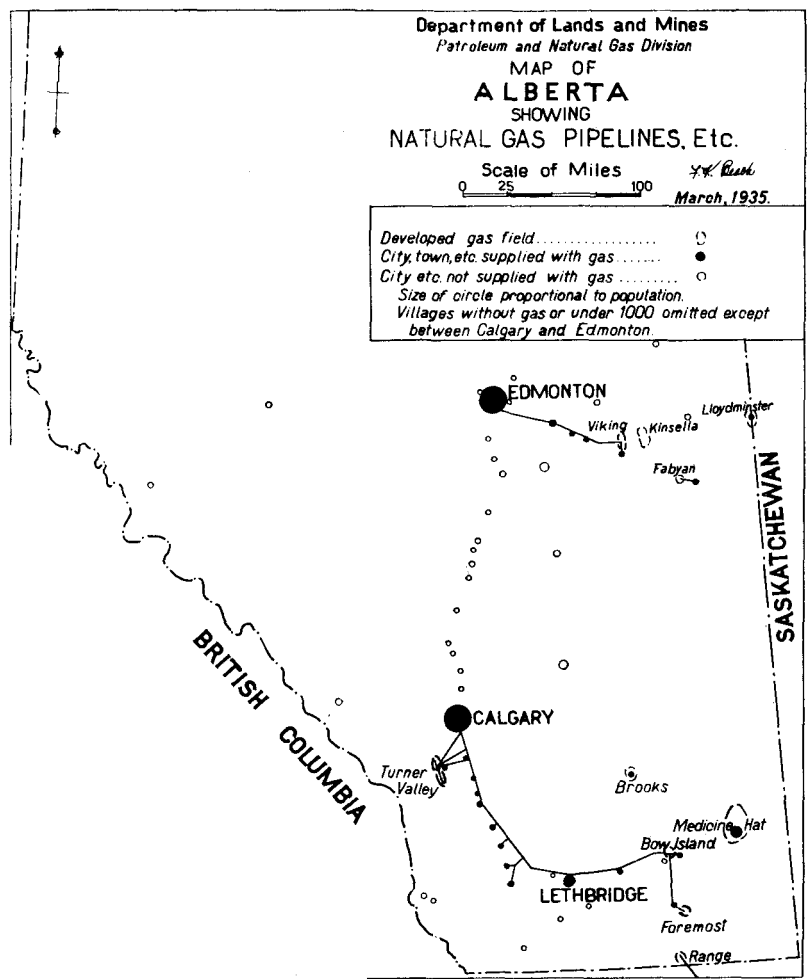 Department of Lands and Mines
Petroleum and Natural Gas Division
MAP OF
ALBERTA
SHOWING
NATURAL GAS PIPELINES, Etc.
Scale of Miles
0 25 100
March, 1935.
Developed gas field..................
City, town, etc. supplied with gas.......
City etc. not supplied with gas .........
Size of circle proportional to population.
Villages without gas or under 1000 omitted except
between Calgary and Edmonton.
EDMONTON
Lloydminster
Viking
Kinsella
Fabyan
SASKATCHEWAN
BRITISH COLUMBIA
CALGARY
Turner
Valley
Brooks
Medicine Hat
Bow Island
LETHBRIDGE
Foremost
Range